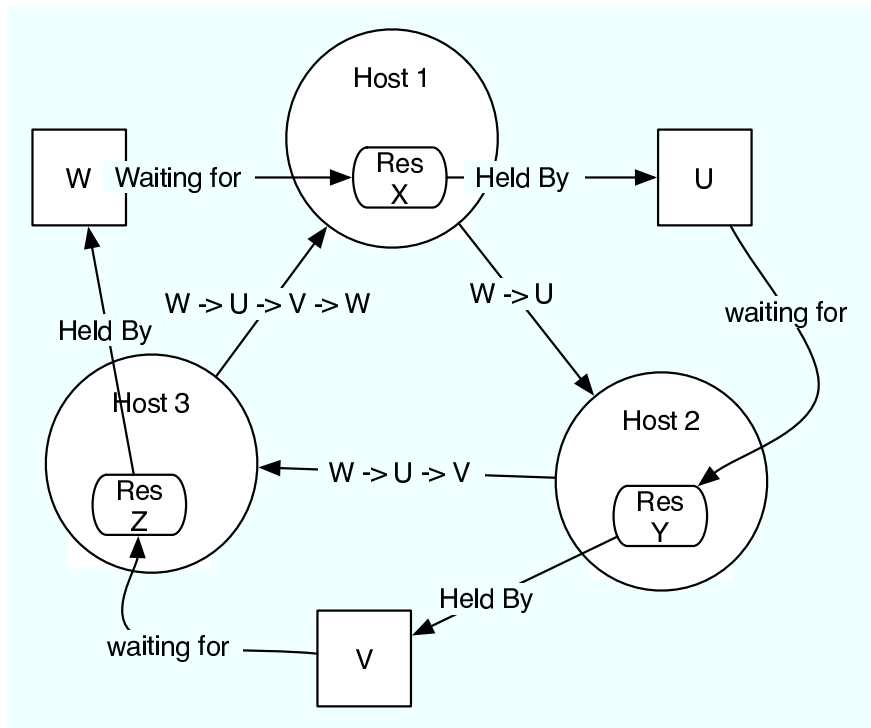 Host 1
W
Waiting for
Res
X
Held By
U
W -> U -> V -> W
W -> U
waiting for
Held By
Host 3
Host 2
W -> U -> V
Res
Z
Res
Y
Held By
waiting for
V